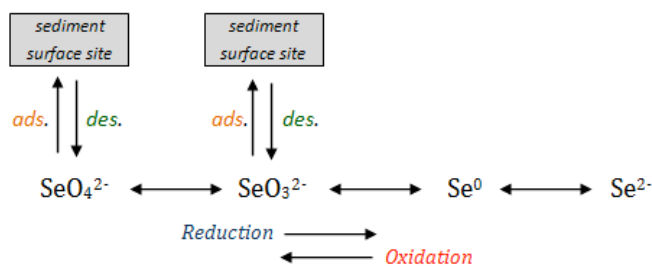 sediment sediment
surface site surface site
ads. des. ads. des.
SeO₄²⁻ SeO₃²⁻ Se⁰ Se²⁻
Reduction
Oxidation